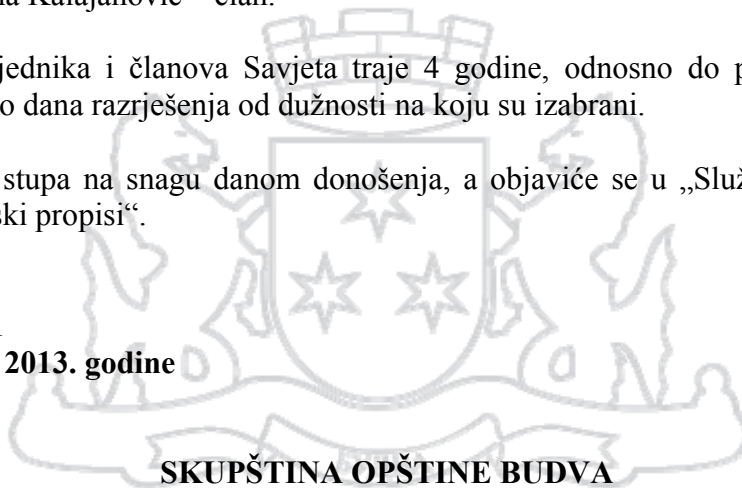 na Kalajanović – član.
jednika i članova Savjeta traje 4 godine, odnosno do p
o dana razrješenja od dužnosti na koju su izabrani.
stupa na snagu danom donošenja, a objaviće se u „Služ
ski propisi“.
2013. godine
SKUPŠTINA OPŠTINE BUDVA